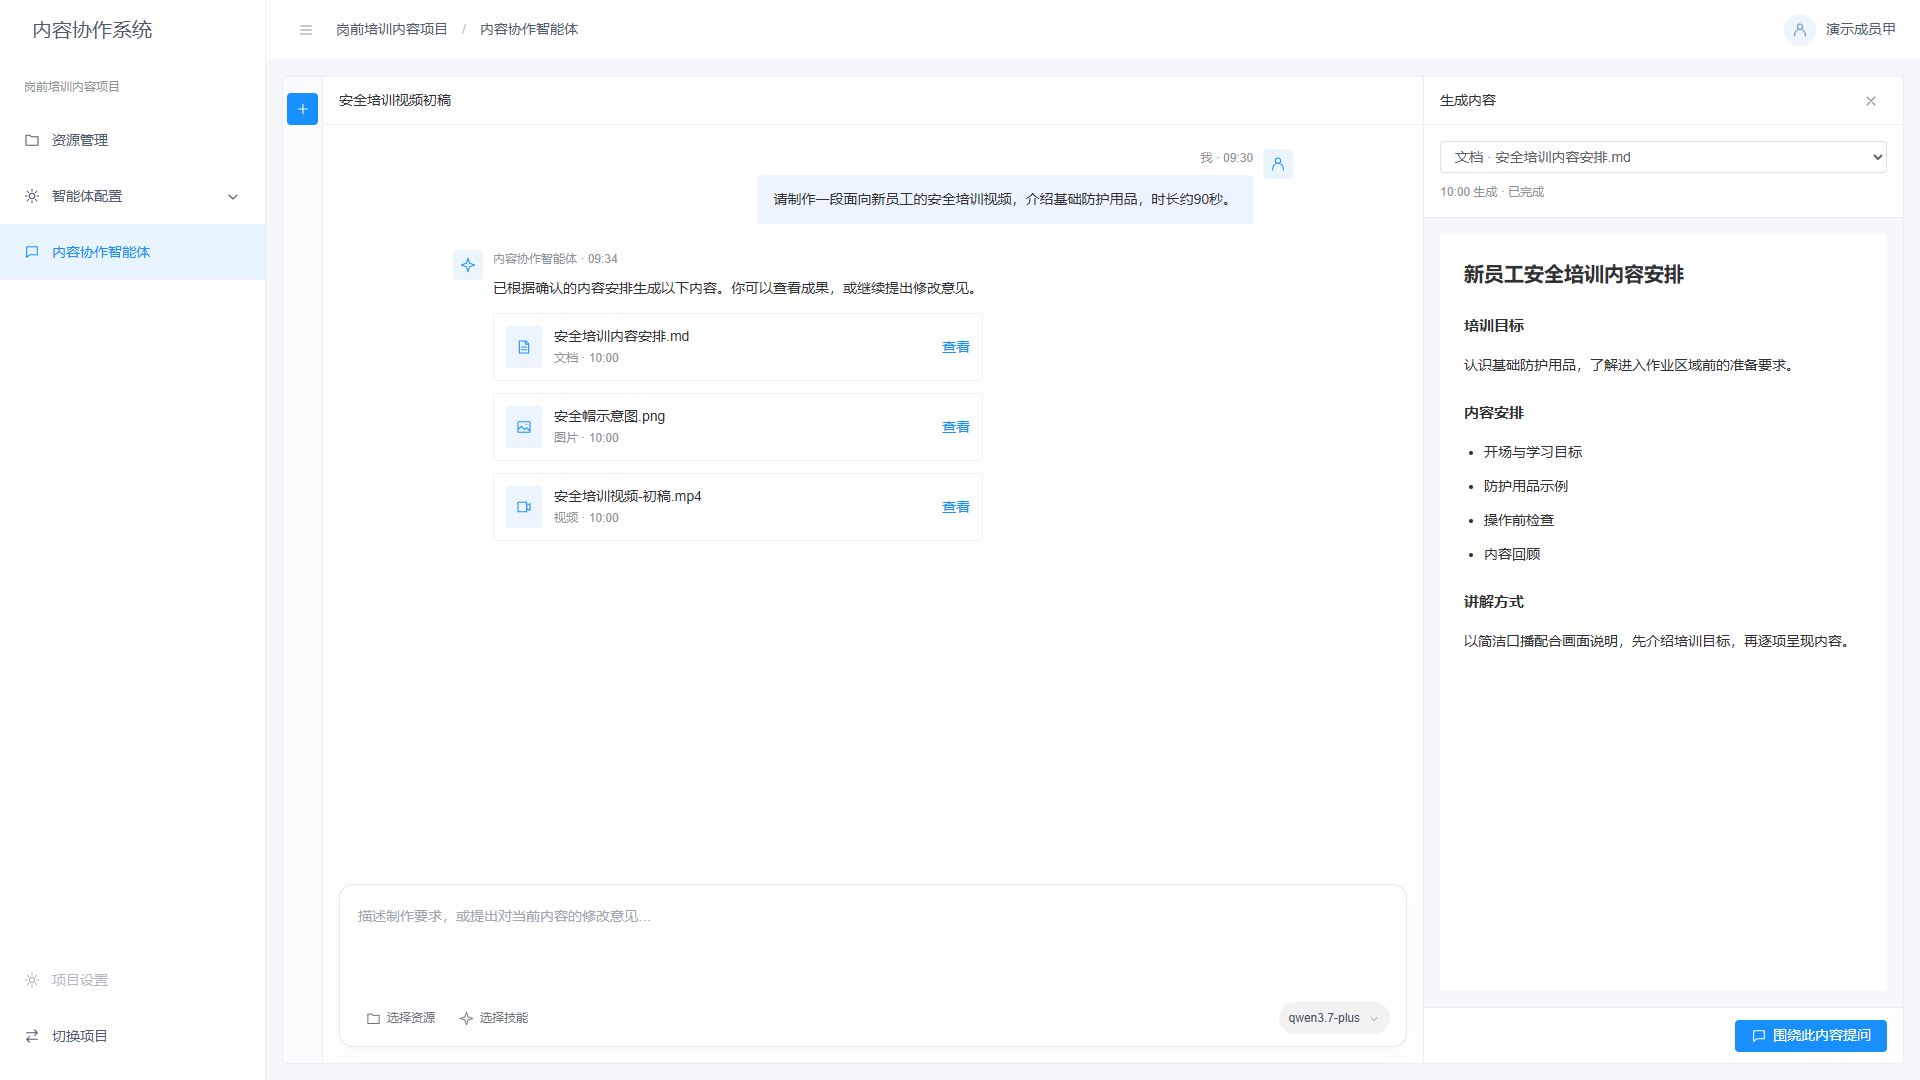 内容协作系统
岗前培训内容项目
资源管理
智能体配置
内容协作智能体
项目设置
切换项目
岗前培训内容项目 / 内容协作智能体
演示成员甲
安全培训视频初稿
我 · 09:30
请制作一段面向新员工的安全培训视频，介绍基础防护用品，时长约90秒。
内容协作智能体 · 09:34
已根据确认的内容安排生成以下内容。你可以查看成果，或继续提出修改意见。
安全培训内容安排.md
文档 · 10:00
查看
安全帽示意图.png
图片 · 10:00
查看
安全培训视频-初稿.mp4
视频 · 10:00
查看
描述制作要求，或提出对当前内容的修改意见...
选择资源
选择技能
qwen3.7-plus
生成内容
文档 · 安全培训内容安排.md
10:00 生成 · 已完成
新员工安全培训内容安排
培训目标
认识基础防护用品，了解进入作业区域前的准备要求。
内容安排
• 开场与学习目标
• 防护用品示例
• 操作前检查
• 内容回顾
讲解方式
以简洁口播配合画面说明，先介绍培训目标，再逐项呈现内容。
围绕此内容提问